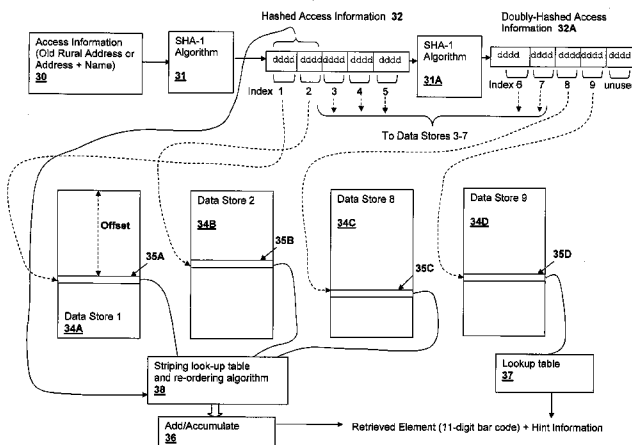 Hashed Access Information 32
Doubly-Hashed Access
Information 32A
Access Information
(Old Rural Address or
Address + Name)
30
SHA-1
Algorithm
31
dddd dddd dddd dddd dddd
SHA-1
Algorithm
31A
dddd dddd dddd dddd dddd
Index 1 2 3 4 5
Index 6 7 8 9 unused
To Data Stores 3-7
Offset
35A
Data Store 1
34A
Data Store 2
34B
35B
Data Store 8
34C
35C
Data Store 9
34D
35D
Striping look-up table
and re-ordering algorithm
38
Lookup table
37
Add/Accumulate
36
Retrieved Element (11-digit bar code) + Hint Information